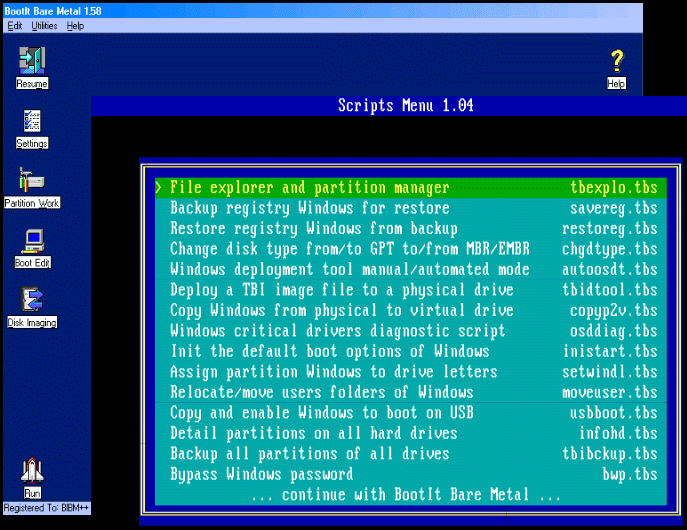 BootIt Bare Metal 1.58
Edit Utilities Help
Resume
Help
Scripts Menu 1.04
Settings
Partition Work
Boot Edit
Disk Imaging
> File explorer and partition manager tbexplo.tbs
Backup registry Windows for restore savereg.tbs
Restore registry Windows from backup restoreg.tbs
Change disk type from/to GPT to/from MBR/EMBR chgdtype.tbs
Windows deployment tool manual/automated mode autoosdt.tbs
Deploy a TBI image file to a physical drive tbidtool.tbs
Copy Windows from physical to virtual drive copyp2v.tbs
Windows critical drivers diagnostic script osddiag.tbs
Init the default boot options of Windows inistart.tbs
Assign partition Windows to drive letters setwindl.tbs
Relocate/move users folders of Windows moveuser.tbs
Copy and enable Windows to boot on USB usbboot.tbs
Detail partitions on all hard drives infohd.tbs
Backup all partitions of all drives tbibckup.tbs
Bypass Windows password bwp.tbs
... continue with BootIt Bare Metal ...
Run
Registered To: BIBM++